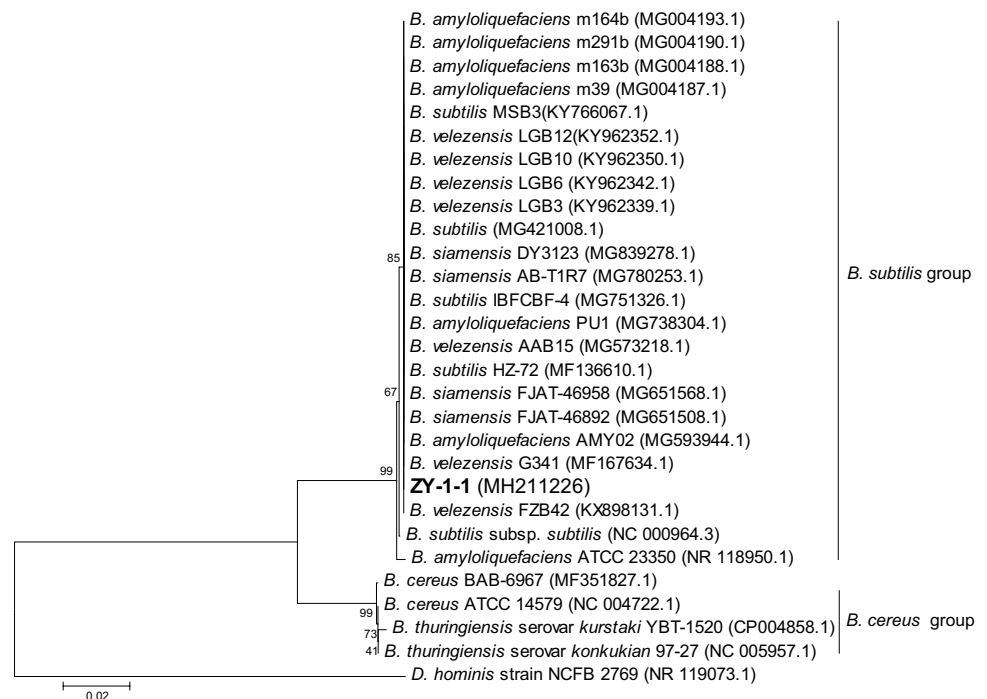 B. amyloliquefaciens m164b (MG004193.1)
B. amyloliquefaciens m291b (MG004190.1)
B. amyloliquefaciens m163b (MG004188.1)
B. amyloliquefaciens m39 (MG004187.1)
B. subtilis MSB3(KY766067.1)
B. velezensis LGB12(KY962352.1)
B. velezensis LGB10 (KY962350.1)
B. velezensis LGB6 (KY962342.1)
B. velezensis LGB3 (KY962339.1)
B. subtilis (MG421008.1)
B. siamensis DY3123 (MG839278.1)
85
B. subtilis group
B. siamensis AB-T1R7 (MG780253.1)
B. subtilis IBFCBF-4 (MG751326.1)
B. amyloliquefaciens PU1 (MG738304.1)
B. velezensis AAB15 (MG573218.1)
B. subtilis HZ-72 (MF136610.1)
67
B. siamensis FJAT-46958 (MG651568.1)
B. siamensis FJAT-46892 (MG651508.1)
B. amyloliquefaciens AMY02 (MG593944.1)
B. velezensis G341 (MF167634.1)
99
ZY-1-1 (MH211226)
B. velezensis FZB42 (KX898131.1)
B. subtilis subsp. subtilis (NC 000964.3)
B. amyloliquefaciens ATCC 23350 (NR 118950.1)
B. cereus BAB-6967 (MF351827.1)
B. cereus ATCC 14579 (NC 004722.1)
99
B. cereus group
B. thuringiensis serovar kurstaki YBT-1520 (CP004858.1)
73
41
B. thuringiensis serovar konkukian 97-27 (NC 005957.1)
D. hominis strain NCFB 2769 (NR 119073.1)
0.02